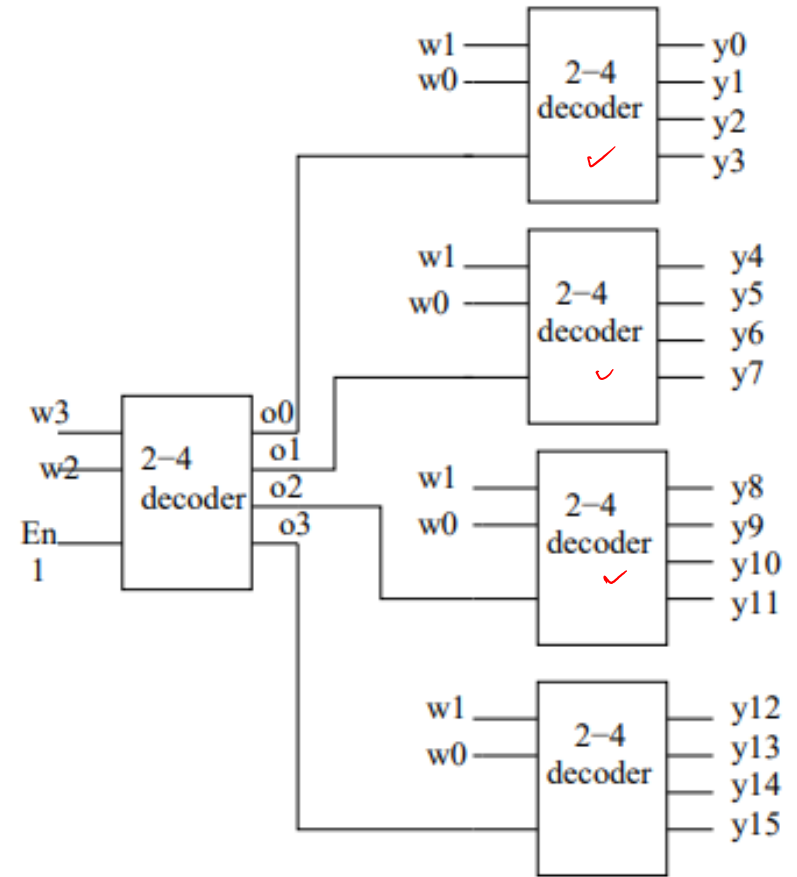 w1
w0
2−4
decoder
y0
y1
y2
y3
w1
w0
2−4
decoder
y4
y5
y6
y7
w3
w2
En
1
2−4
decoder
o0
o1
o2
o3
w1
w0
2−4
decoder
y8
y9
y10
y11
w1
w0
2−4
decoder
y12
y13
y14
y15